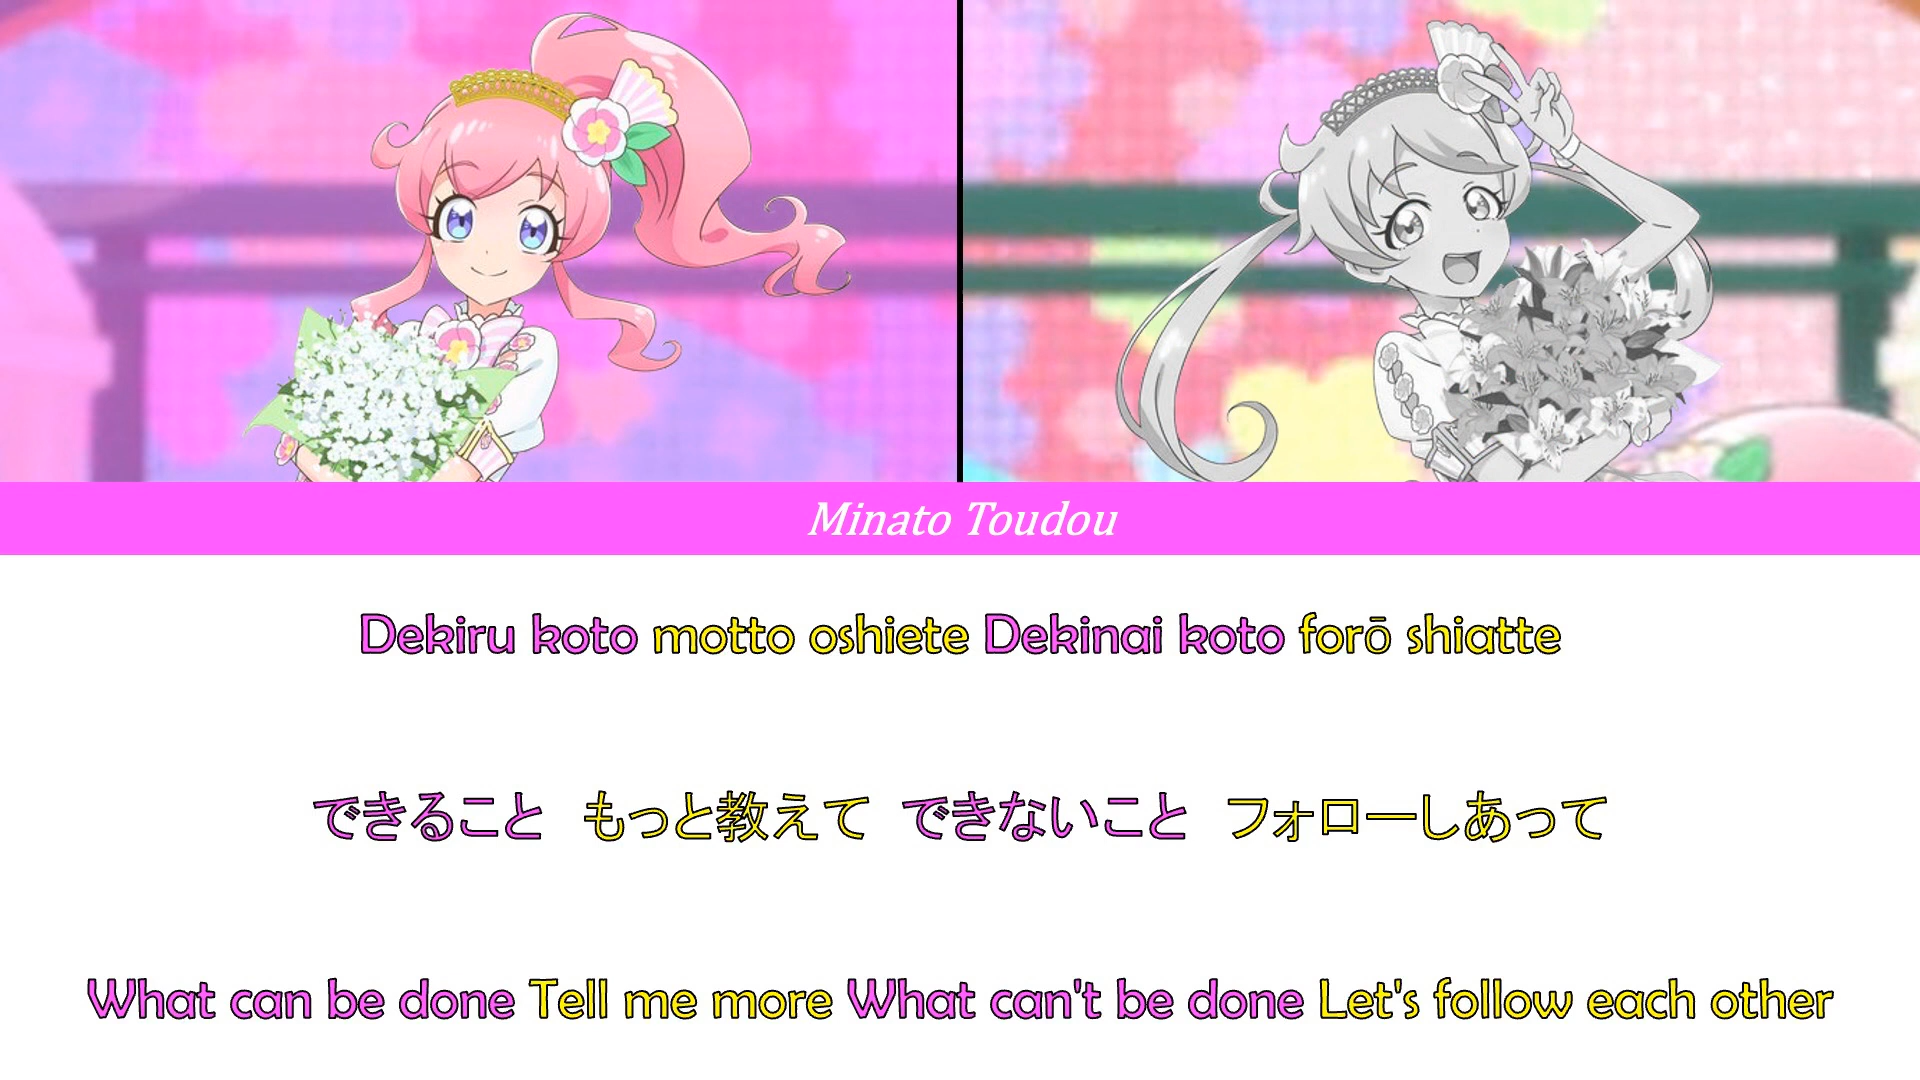 Minato Toudou
Dekiru koto motto oshiete Dekinai koto forō shiatte
できること もっと教えて できないこと フォローしあって
What can be done Tell me more What can't be done Let's follow each other